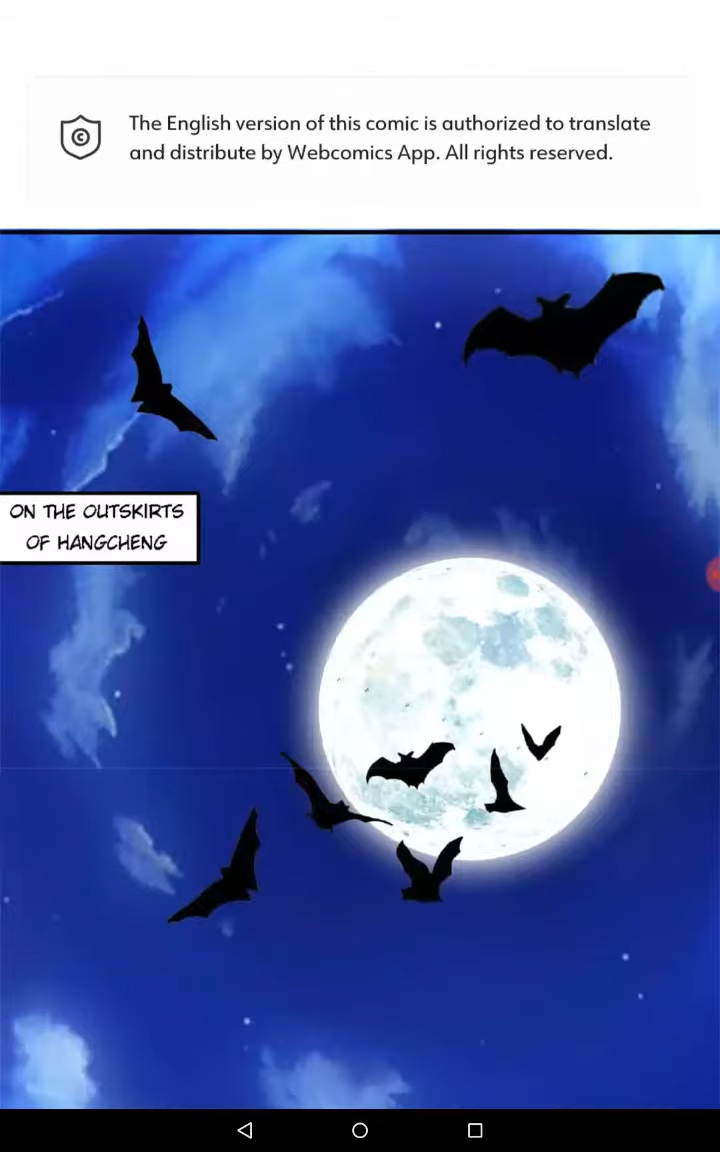 The English version of this comic is authorized to translate
and distribute by Webcomics App. All rights reserved.
ON THE OUTSKIRTS
OF HANGCHENG